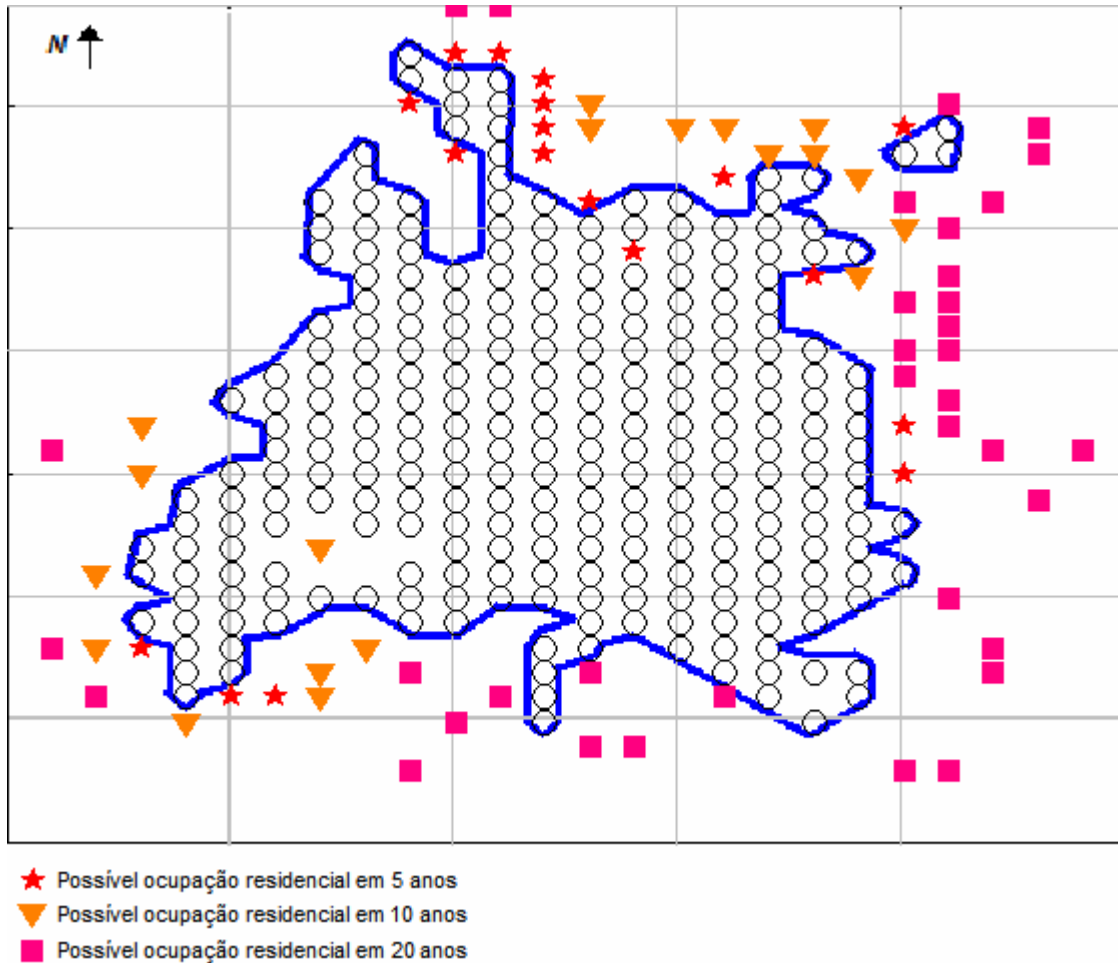 N
Possível ocupação residencial em 5 anos
Possível ocupação residencial em 10 anos
Possível ocupação residencial em 20 anos